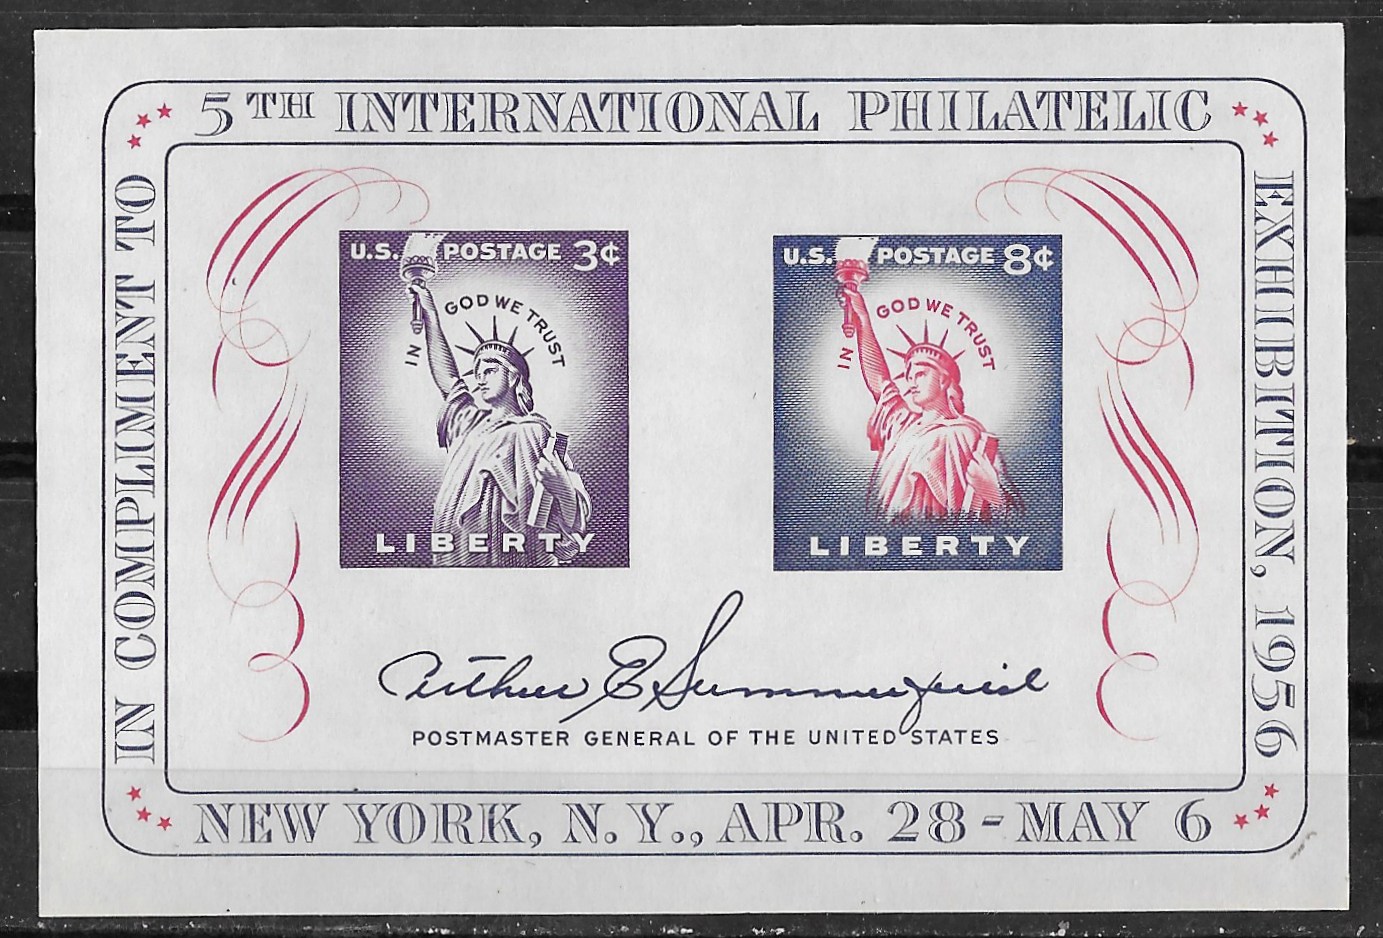 IN COMPLIMENT TO
5TH INTERNATIONAL PHILATELIC
EXHIBITION, 1956
NEW YORK, N.Y., APR. 28-MAY 6
U.S. POSTAGE 3¢
IN GOD WE TRUST
LIBERTY
U.S. POSTAGE 8¢
IN GOD WE TRUST
LIBERTY
Arthur E Summerfield
POSTMASTER GENERAL OF THE UNITED STATES